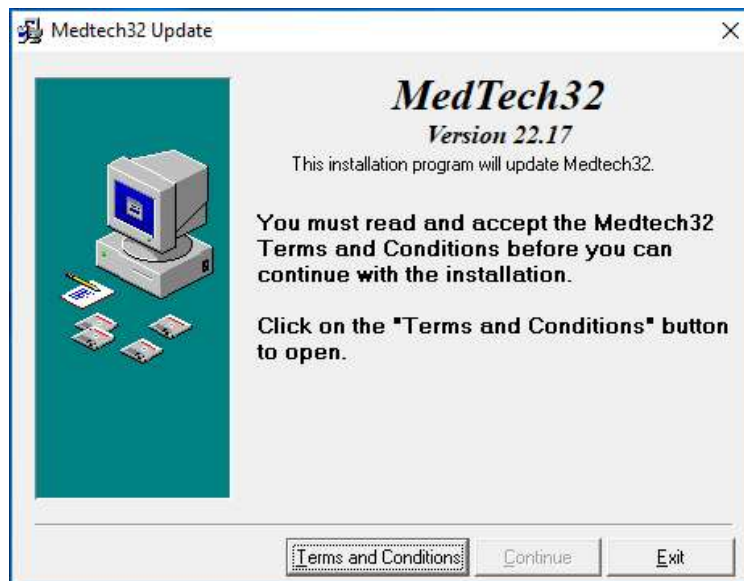 Medtech32 Update
MedTech32
Version 22.17
This installation program will update Medtech32.
You must read and accept the Medtech32
Terms and Conditions before you can
continue with the installation.
Click on the "Terms and Conditions" button
to open.
Terms and Conditions
Continue
Exit